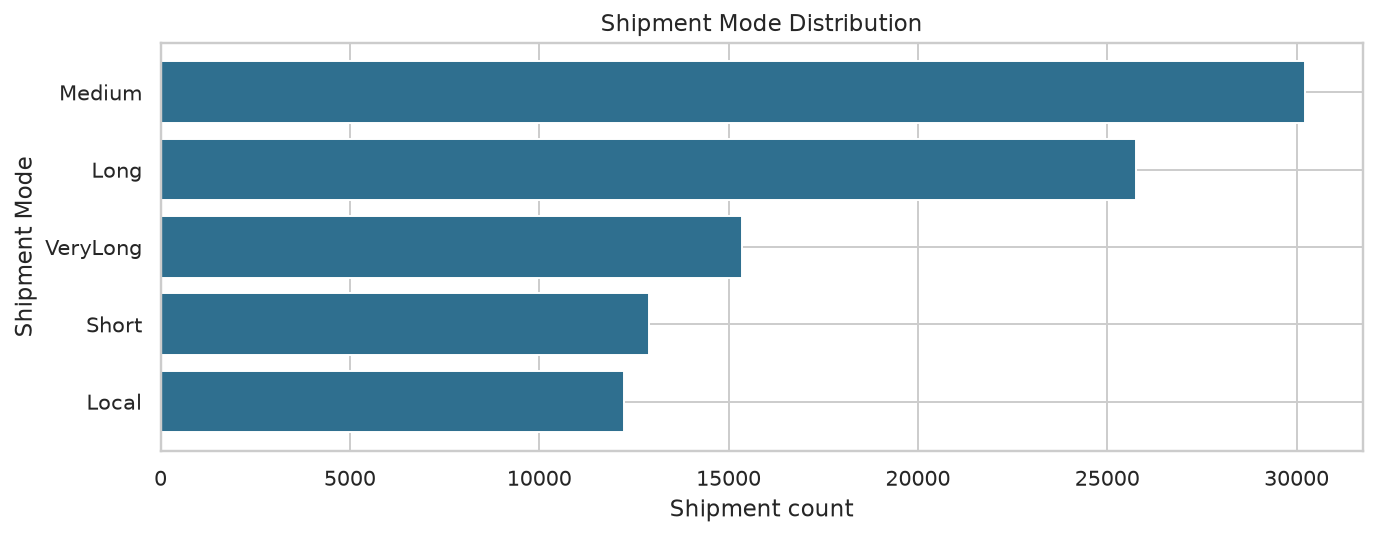 Shipment Mode Distribution
Shipment Mode
Medium
Long
VeryLong
Short
Local
0 5000 10000 15000 20000 25000 30000
Shipment count